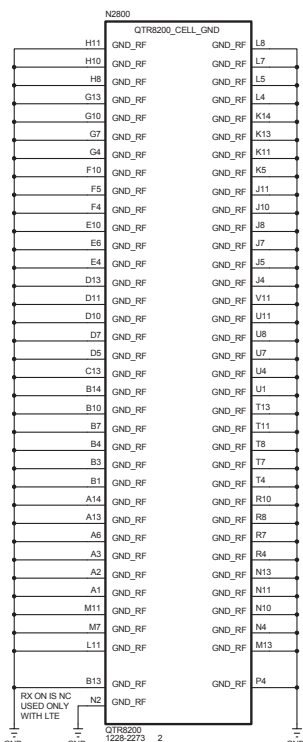 N2800
QTR8200_CELL_GND
H11 GND_RF GND_RF L8
H10 GND_RF GND_RF L7
H8 GND_RF GND_RF L5
G13 GND_RF GND_RF L4
G10 GND_RF GND_RF K14
G7 GND_RF GND_RF K13
G4 GND_RF GND_RF K11
F10 GND_RF GND_RF K5
F5 GND_RF GND_RF J11
F4 GND_RF GND_RF J10
E10 GND_RF GND_RF J8
E6 GND_RF GND_RF J7
E4 GND_RF GND_RF J5
D13 GND_RF GND_RF J4
D11 GND_RF GND_RF V11
D10 GND_RF GND_RF U11
D7 GND_RF GND_RF U8
D5 GND_RF GND_RF U7
C13 GND_RF GND_RF U4
B14 GND_RF GND_RF U1
B10 GND_RF GND_RF T13
B7 GND_RF GND_RF T11
B4 GND_RF GND_RF T8
B3 GND_RF GND_RF T7
B1 GND_RF GND_RF T4
A14 GND_RF GND_RF R10
A13 GND_RF GND_RF R8
A6 GND_RF GND_RF R7
A3 GND_RF GND_RF R4
A2 GND_RF GND_RF N13
A1 GND_RF GND_RF N11
M11 GND_RF GND_RF N10
M7 GND_RF GND_RF N4
L11 GND_RF GND_RF M13
B13 GND_RF GND_RF P4
RX ON IS NC
USED ONLY
WITH LTE
N2 GND_RF
QTR8200
1228-2273 2
GND GND GND